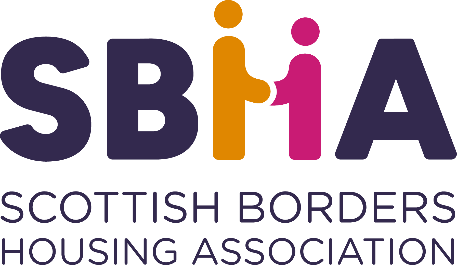 SBHA
SCOTTISH BORDERS
HOUSING ASSOCIATION